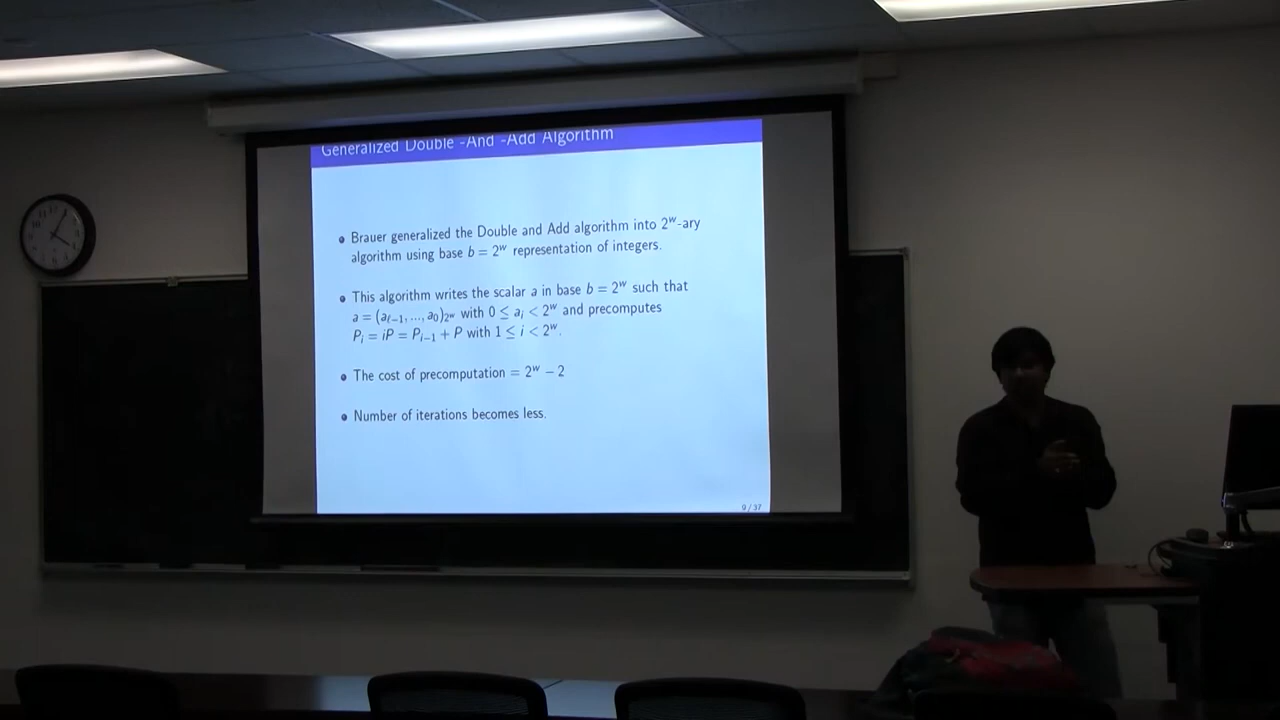 Generalized Double -And -Add Algorithm
• Brauer generalized the Double and Add algorithm into 2^w-ary
algorithm using base b = 2^w representation of integers.
• This algorithm writes the scalar a in base b = 2^w such that
a = (a_{ℓ−1}, ..., a_0)_{2^w} with 0 ≤ a_i < 2^w and precomputes
P_i = iP = P_{i−1} + P with 1 ≤ i < 2^w.
• The cost of precomputation = 2^w − 2
• Number of iterations becomes less.
9 / 37